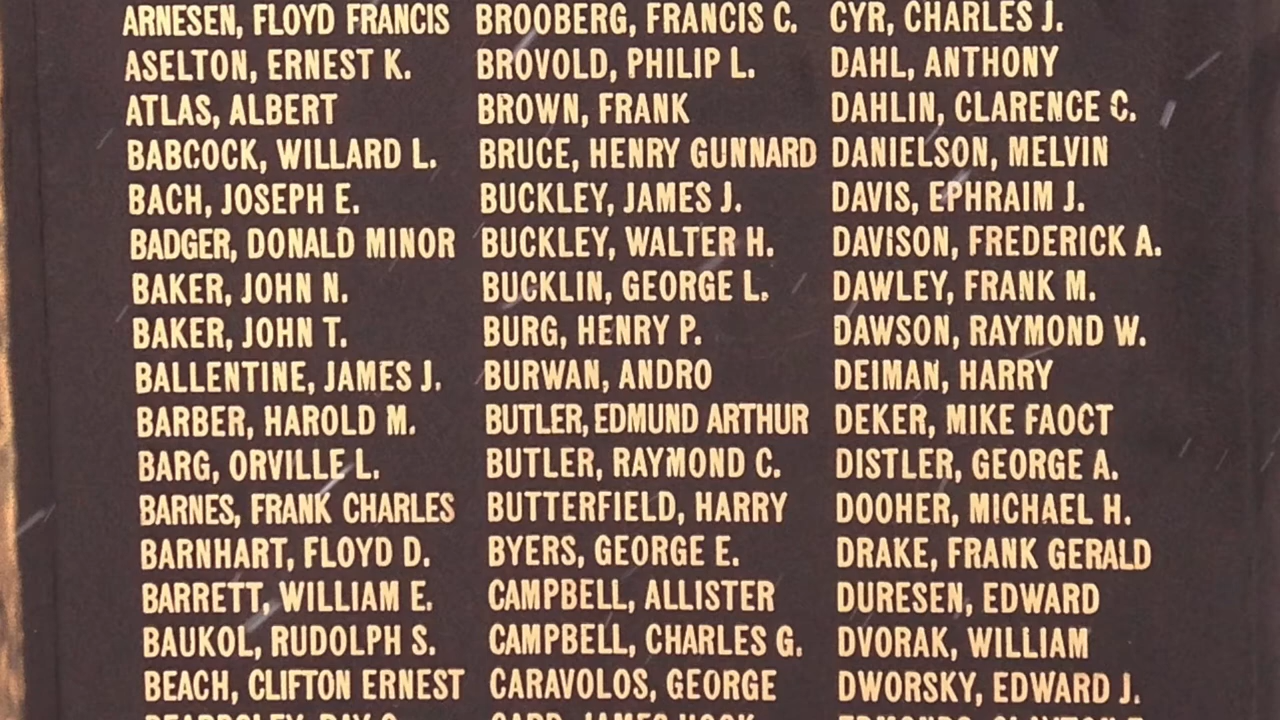 ARNESEN, FLOYD FRANCIS
ASELTON, ERNEST K.
ATLAS, ALBERT
BABCOCK, WILLARD L.
BACH, JOSEPH E.
BADGER, DONALD MINOR
BAKER, JOHN N.
BAKER, JOHN T.
BALLENTINE, JAMES J.
BARBER, HAROLD M.
BARG, ORVILLE L.
BARNES, FRANK CHARLES
BARNHART, FLOYD D.
BARRETT, WILLIAM E.
BAUKOL, RUDOLPH S.
BEACH, CLIFTON ERNEST
BROOBERG, FRANCIS C.
BROVOLD, PHILIP L.
BROWN, FRANK
BRUCE, HENRY GUNNARD
BUCKLEY, JAMES J.
BUCKLEY, WALTER H.
BUCKLIN, GEORGE L.
BURG, HENRY P.
BURWAN, ANDRO
BUTLER, EDMUND ARTHUR
BUTLER, RAYMOND C.
BUTTERFIELD, HARRY
BYERS, GEORGE E.
CAMPBELL, ALLISTER
CAMPBELL, CHARLES G.
CARAVOLOS, GEORGE
CYR, CHARLES J.
DAHL, ANTHONY
DAHLIN, CLARENCE C.
DANIELSON, MELVIN
DAVIS, EPHRAIM J.
DAVISON, FREDERICK A.
DAWLEY, FRANK M.
DAWSON, RAYMOND W.
DEIMAN, HARRY
DEKER, MIKE FAOCT
DISTLER, GEORGE A.
DOOHER, MICHAEL H.
DRAKE, FRANK GERALD
DURESEN, EDWARD
DVORAK, WILLIAM
DWORSKY, EDWARD J.